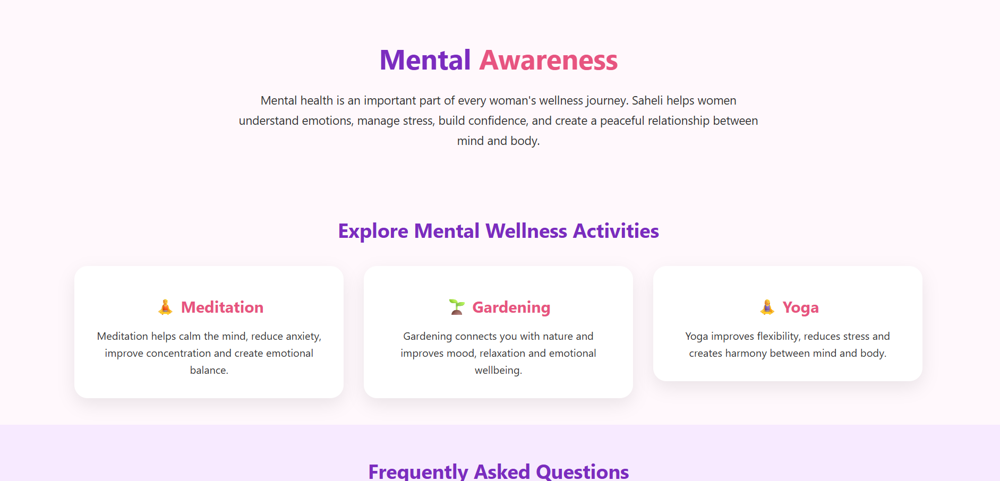 Mental Awareness
Mental health is an important part of every woman's wellness journey. Saheli helps women
understand emotions, manage stress, build confidence, and create a peaceful relationship between
mind and body.
Explore Mental Wellness Activities
Meditation
Meditation helps calm the mind, reduce anxiety,
improve concentration and create emotional
balance.
Gardening
Gardening connects you with nature and
improves mood, relaxation and emotional
wellbeing.
Yoga
Yoga improves flexibility, reduces stress and
creates harmony between mind and body.
Frequently Asked Questions